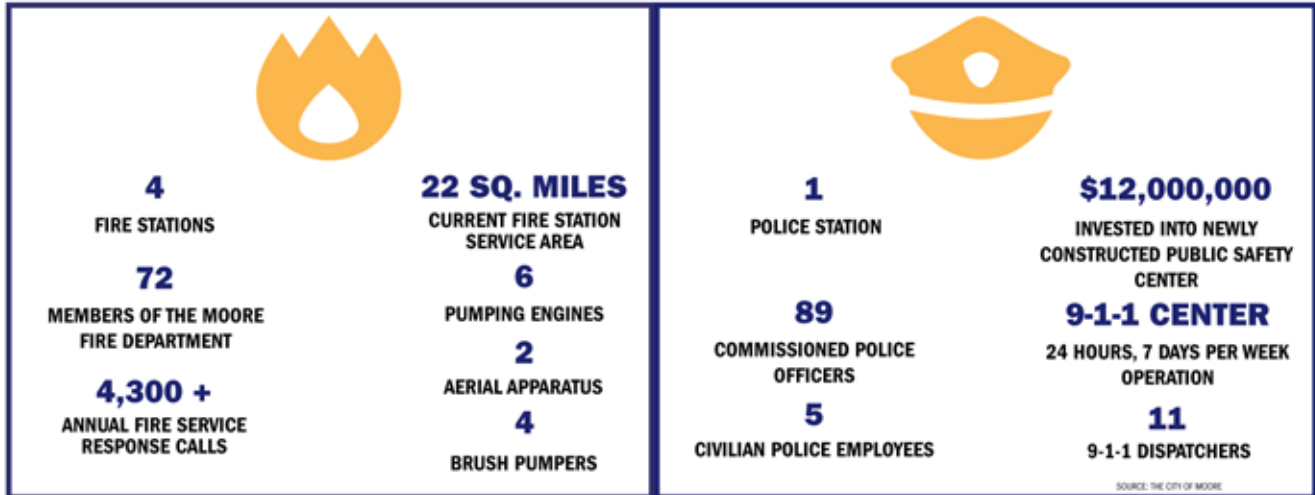 4
FIRE STATIONS
72
MEMBERS OF THE MOORE
FIRE DEPARTMENT
4,300 +
ANNUAL FIRE SERVICE
RESPONSE CALLS
22 SQ. MILES
CURRENT FIRE STATION
SERVICE AREA
6
PUMPING ENGINES
2
AERIAL APPARATUS
4
BRUSH PUMPERS
1
POLICE STATION
89
COMMISSIONED POLICE
OFFICERS
5
CIVILIAN POLICE EMPLOYEES
$12,000,000
INVESTED INTO NEWLY
CONSTRUCTED PUBLIC SAFETY
CENTER
9-1-1 CENTER
24 HOURS, 7 DAYS PER WEEK
OPERATION
11
9-1-1 DISPATCHERS
SOURCE: THE CITY OF MOORE